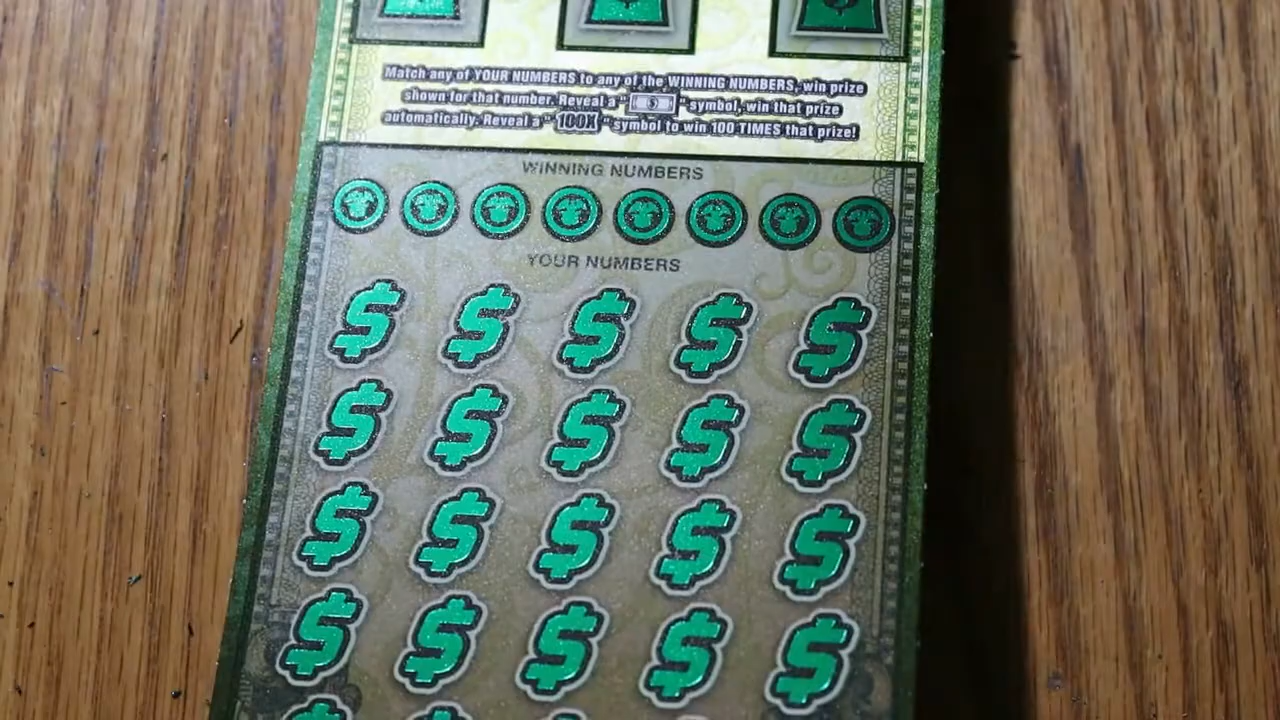 Match any of YOUR NUMBERS to any of the WINNING NUMBERS, win prize
shown for that number. Reveal a " $ " symbol, win that prize
automatically. Reveal a " 100X " symbol to win 100 TIMES that prize!
WINNING NUMBERS
YOUR NUMBERS
$ $ $ $ $
$ $ $ $ $
$ $ $ $ $
$ $ $ $ $